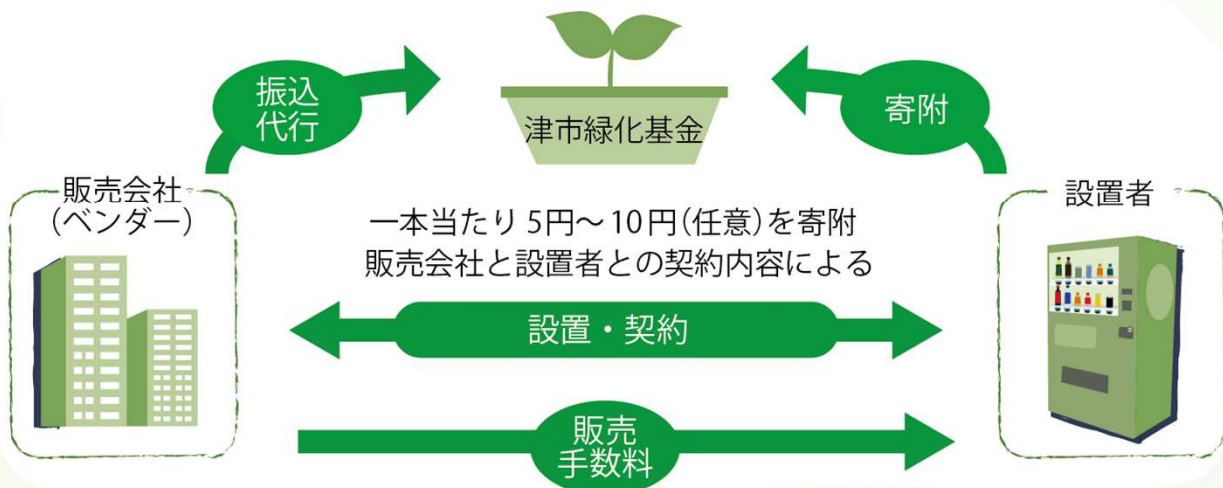 振込
代行
寄附
津市緑化基金
販売会社
(ベンダー)
設置者
一本当たり5円～10円(任意)を寄附
販売会社と設置者との契約内容による
設置・契約
販売
手数料